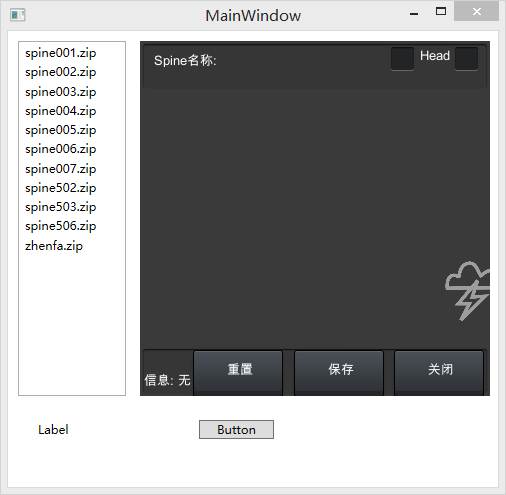 MainWindow
spine001.zip
spine002.zip
spine003.zip
spine004.zip
spine005.zip
spine006.zip
spine007.zip
spine502.zip
spine503.zip
spine506.zip
zhenfa.zip
Spine名称:
Head
信息: 无
重置
保存
关闭
Label
Button